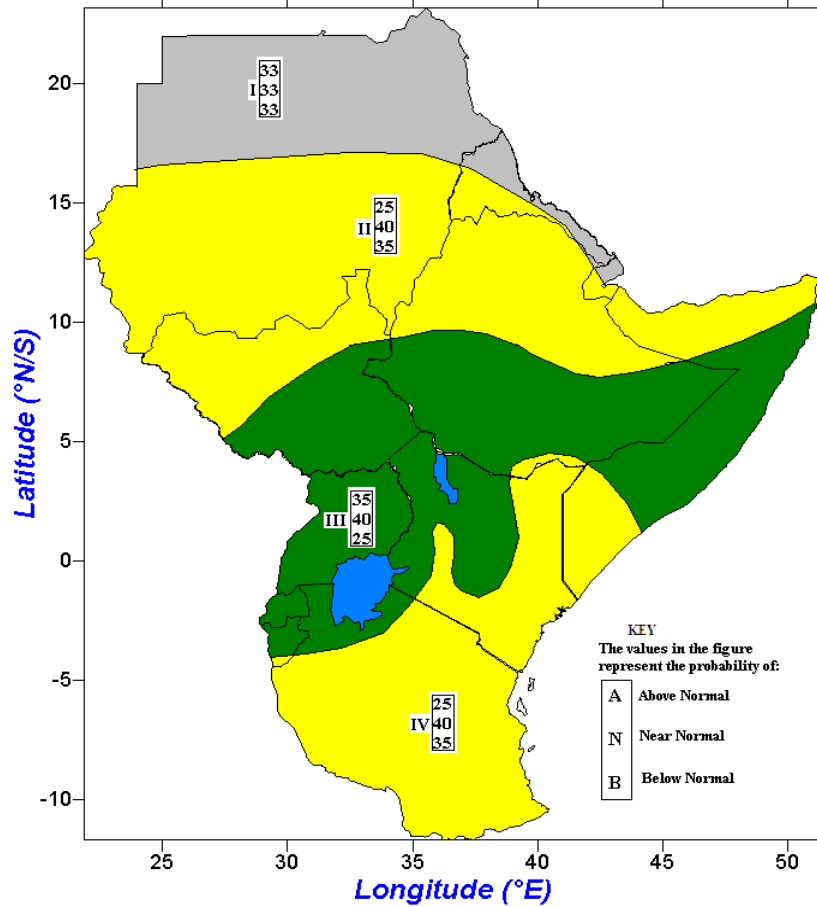 20
15
10
5
0
-5
-10
Latitude (°N/S)
33
I 33
33
25
II 40
35
35
III 40
25
25
IV 40
35
KEY
The values in the figure
represent the probability of:
A Above Normal
N Near Normal
B Below Normal
25 30 35 40 45 50
Longitude (°E)